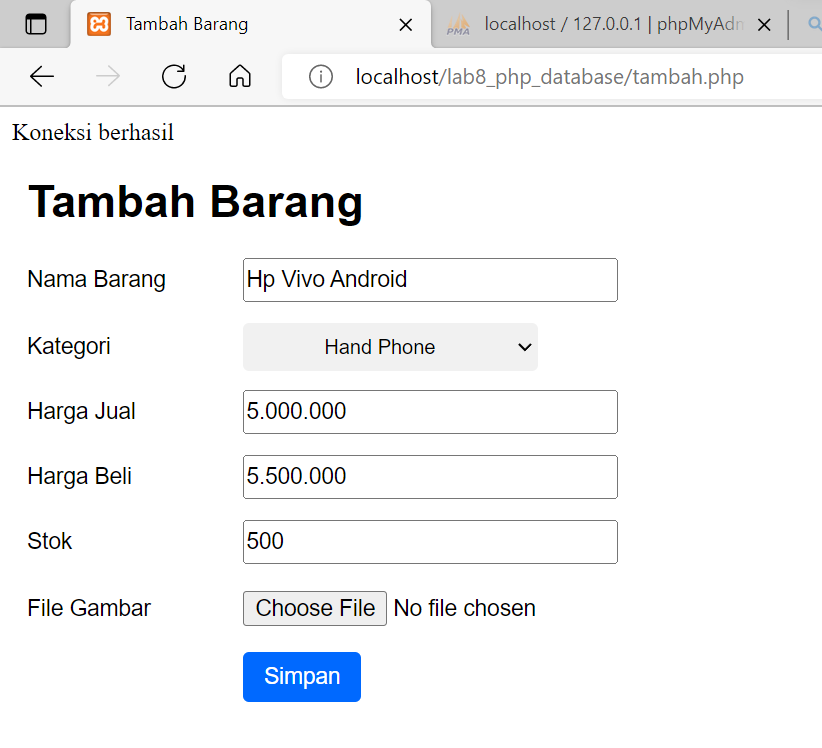 Tambah Barang
localhost / 127.0.0.1 | phpMyAdn
PMA
localhost/lab8_php_database/tambah.php
Koneksi berhasil
Tambah Barang
Nama Barang Hp Vivo Android
Kategori Hand Phone
Harga Jual 5.000.000
Harga Beli 5.500.000
Stok 500
File Gambar Choose File No file chosen
Simpan